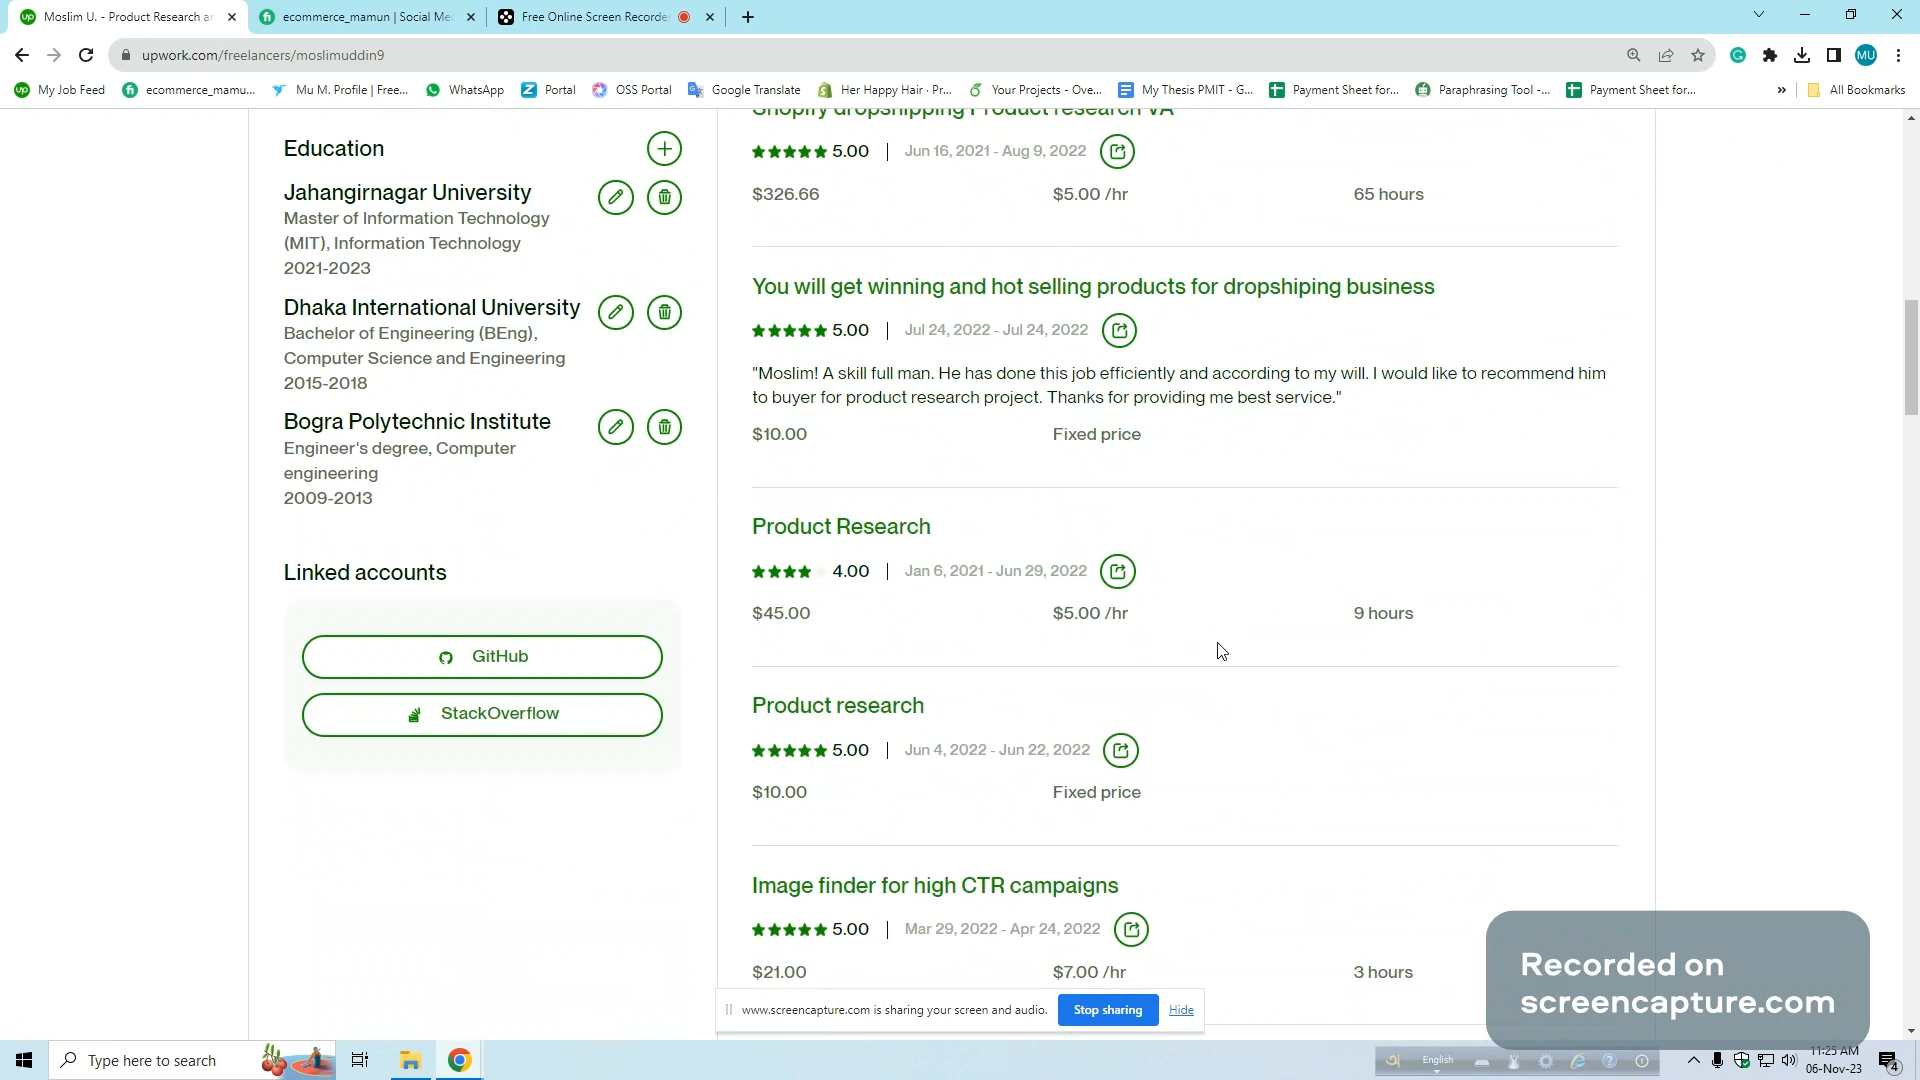 Moslim U. - Product Research ar
ecommerce_mamun | Social Me
Free Online Screen Recorde
upwork.com/freelancers/moslimuddin9
MU
My Job Feed
ecommerce_mamu...
Mu M. Profile | Free...
WhatsApp
Portal
OSS Portal
Google Translate
Her Happy Hair · Pr...
Your Projects - Ove...
My Thesis PMIT - G...
Payment Sheet for...
Paraphrasing Tool -...
Payment Sheet for...
»
All Bookmarks
Education
Jahangirnagar University
Master of Information Technology
(MIT), Information Technology
2021-2023
Dhaka International University
Bachelor of Engineering (BEng),
Computer Science and Engineering
2015-2018
Bogra Polytechnic Institute
Engineer's degree, Computer
engineering
2009-2013
Linked accounts
GitHub
StackOverflow
Shopify dropshipping Product research VA
5.00 | Jun 16, 2021 - Aug 9, 2022
$326.66 $5.00 /hr 65 hours
You will get winning and hot selling products for dropshiping business
5.00 | Jul 24, 2022 - Jul 24, 2022
"Moslim! A skill full man. He has done this job efficiently and according to my will. I would like to recommend him
to buyer for product research project. Thanks for providing me best service."
$10.00 Fixed price
Product Research
4.00 | Jan 6, 2021 - Jun 29, 2022
$45.00 $5.00 /hr 9 hours
Product research
5.00 | Jun 4, 2022 - Jun 22, 2022
$10.00 Fixed price
Image finder for high CTR campaigns
5.00 | Mar 29, 2022 - Apr 24, 2022
$21.00 $7.00 /hr 3 hours
www.screencapture.com is sharing your screen and audio.
Stop sharing
Hide
Recorded on
screencapture.com
Type here to search
English
11:25 AM
06-Nov-23
4